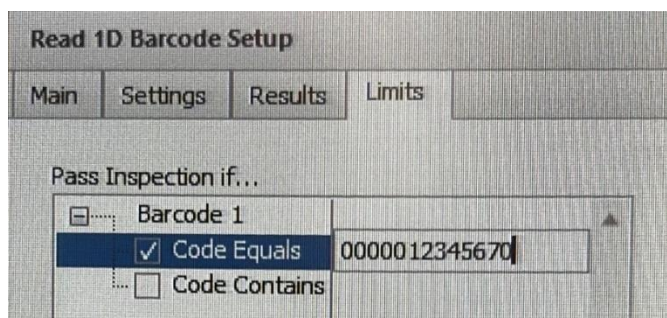 Read 1D Barcode Setup
Main Settings Results Limits
Pass Inspection if...
Barcode 1
Code Equals 0000012345670
Code Contains